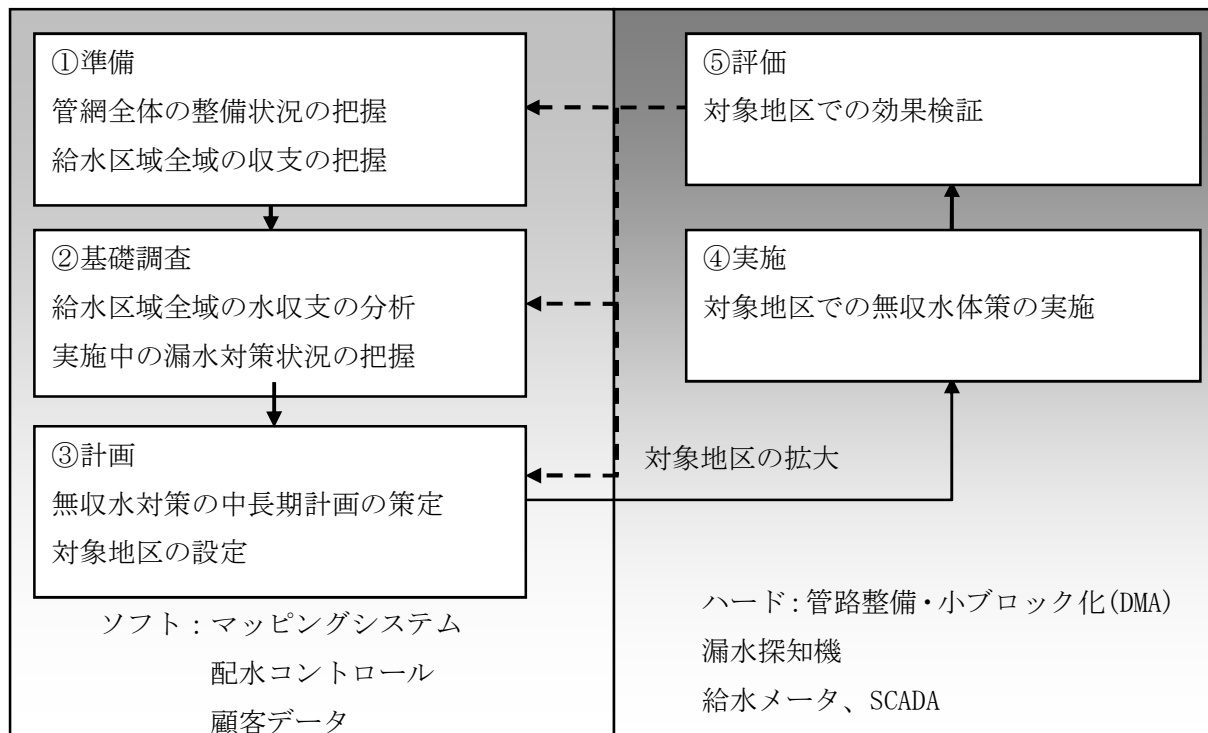 ①準備
管網全体の整備状況の把握
給水区域全域の収支の把握
②基礎調査
給水区域全域の水収支の分析
実施中の漏水対策状況の把握
③計画
無収水対策の中長期計画の策定
対象地区の設定
ソフト：マッピングシステム
配水コントロール
顧客データ
⑤評価
対象地区での効果検証
④実施
対象地区での無収水体策の実施
対象地区の拡大
ハード：管路整備・小ブロック化(DMA)
漏水探知機
給水メータ、SCADA